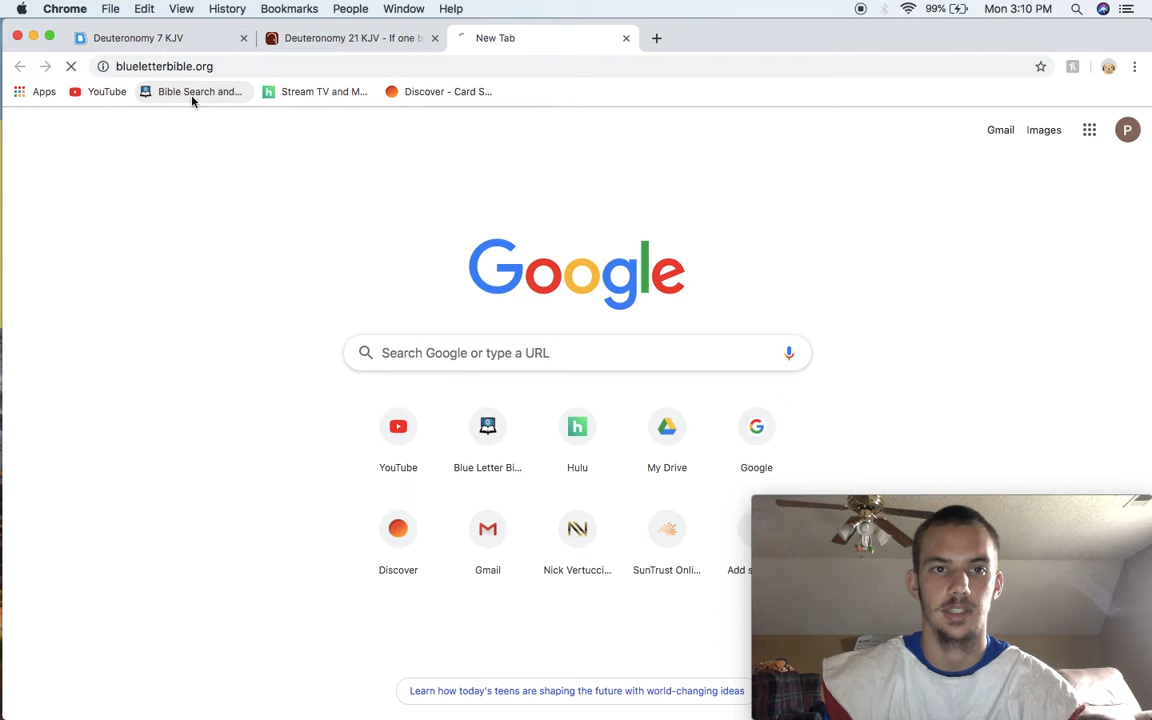 Chrome File Edit View History Bookmarks People Window Help 99% Mon 3:10 PM
Deuteronomy 7 KJV Deuteronomy 21 KJV - If one b New Tab
blueletterbible.org
Apps YouTube Bible Search and... Stream TV and M... Discover - Card S...
Gmail Images P
Google
Search Google or type a URL
YouTube Blue Letter Bi... Hulu My Drive Google
Discover Gmail Nick Vertucci... SunTrust Onli... Add s
Learn how today's teens are shaping the future with world-changing ideas